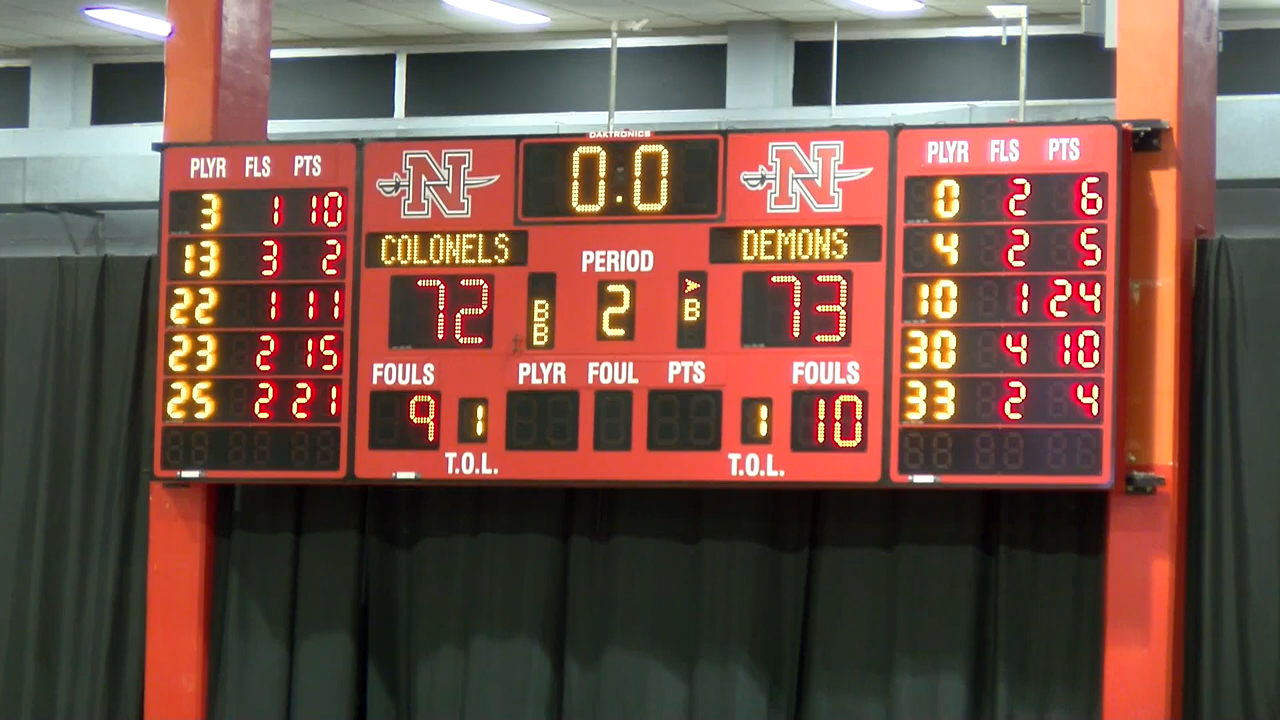 DAKTRONICS
PLYR FLS PTS
3 1 10
13 3 2
22 1 11
23 2 15
25 2 21
N
0:0
N
COLONELS
DEMONS
PERIOD
72
B
B
2
B
73
FOULS
PLYR FOUL PTS
FOULS
9
1
1
10
T.O.L.
T.O.L.
PLYR FLS PTS
0 2 6
4 2 5
10 1 24
30 4 10
33 2 4